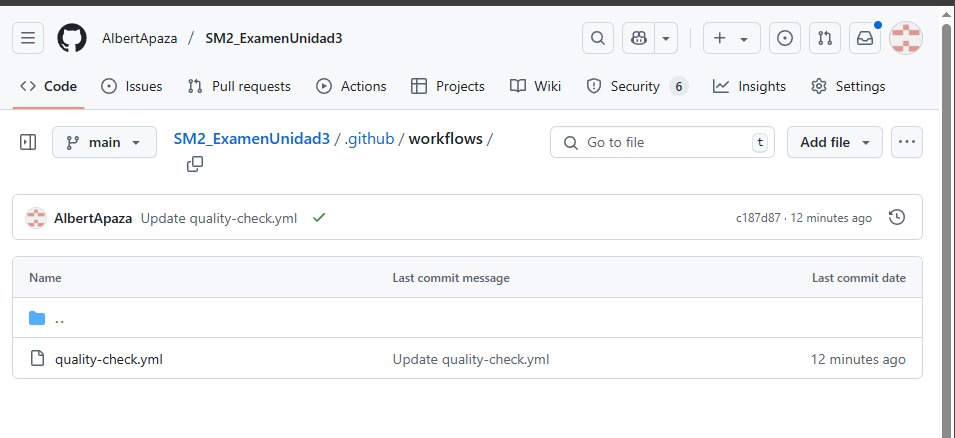 AlbertApaza / SM2_ExamenUnidad3
Code Issues Pull requests Actions Projects Wiki Security 6 Insights Settings
main SM2_ExamenUnidad3 / .github / workflows / Go to file t Add file
AlbertApaza Update quality-check.yml c187d87 · 12 minutes ago
Name Last commit message Last commit date
..
quality-check.yml Update quality-check.yml 12 minutes ago